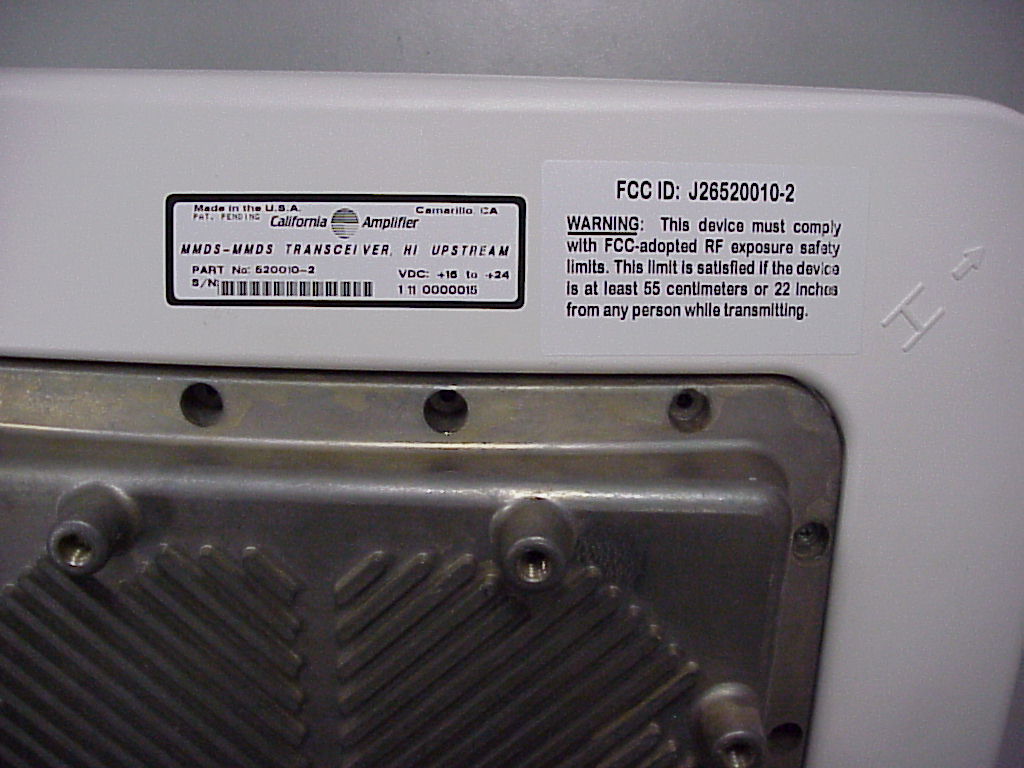 Made in the U.S.A.
PAT. PENDING
California Amplifier
Camarillo, CA
MMDS-MMDS TRANSCEIVER, HI UPSTREAM
PART No: 520010-2
VDC: +16 to +24
S/N:
1 11 0000015
FCC ID: J26520010-2
WARNING: This device must comply
with FCC-adopted RF exposure safety
limits. This limit is satisfied if the device
is at least 55 centimeters or 22 inches
from any person while transmitting.
H